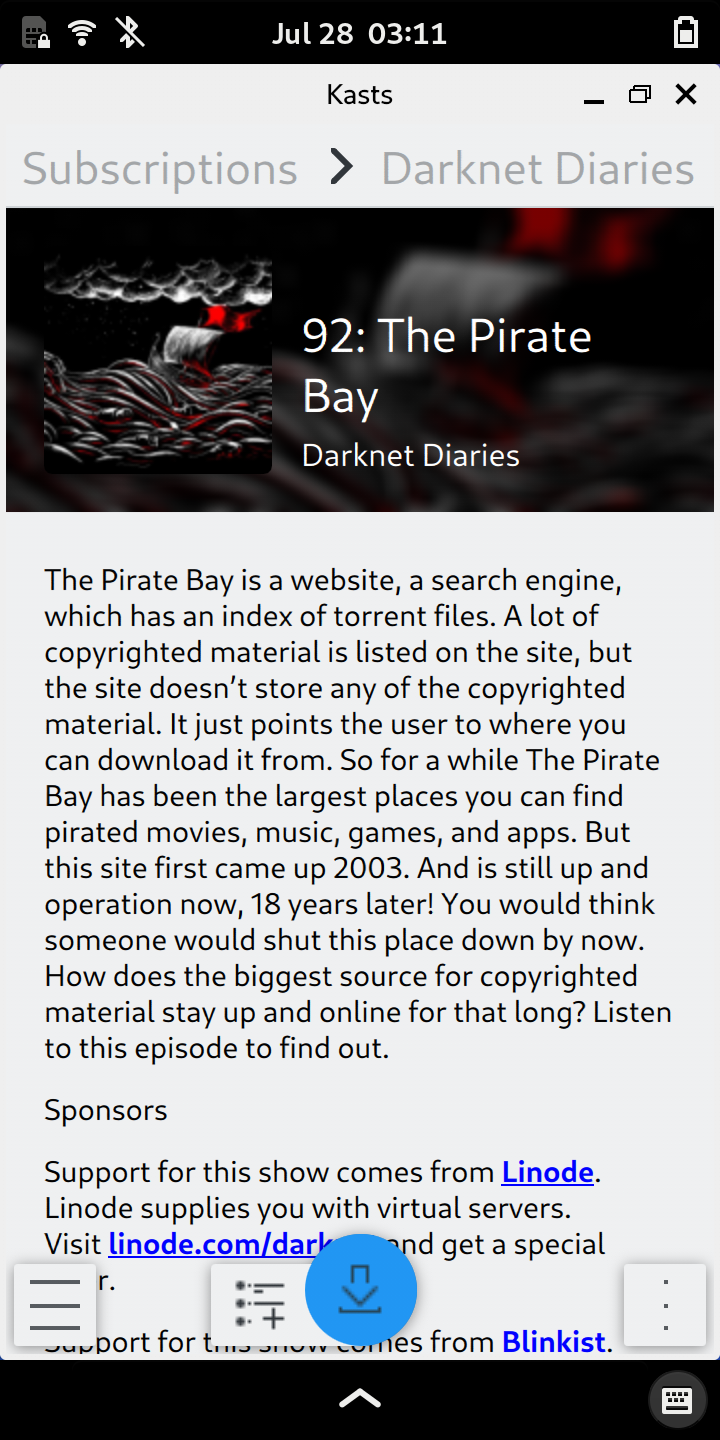 Jul 28 03:11
Kasts
Subscriptions > Darknet Diaries
92: The Pirate
Bay
Darknet Diaries
The Pirate Bay is a website, a search engine,
which has an index of torrent files. A lot of
copyrighted material is listed on the site, but
the site doesn’t store any of the copyrighted
material. It just points the user to where you
can download it from. So for a while The Pirate
Bay has been the largest places you can find
pirated movies, music, games, and apps. But
this site first came up 2003. And is still up and
operation now, 18 years later! You would think
someone would shut this place down by now.
How does the biggest source for copyrighted
material stay up and online for that long? Listen
to this episode to find out.
Sponsors
Support for this show comes from Linode.
Linode supplies you with virtual servers.
Visit linode.com/dark and get a special
r.
Support for this show comes from Blinkist.